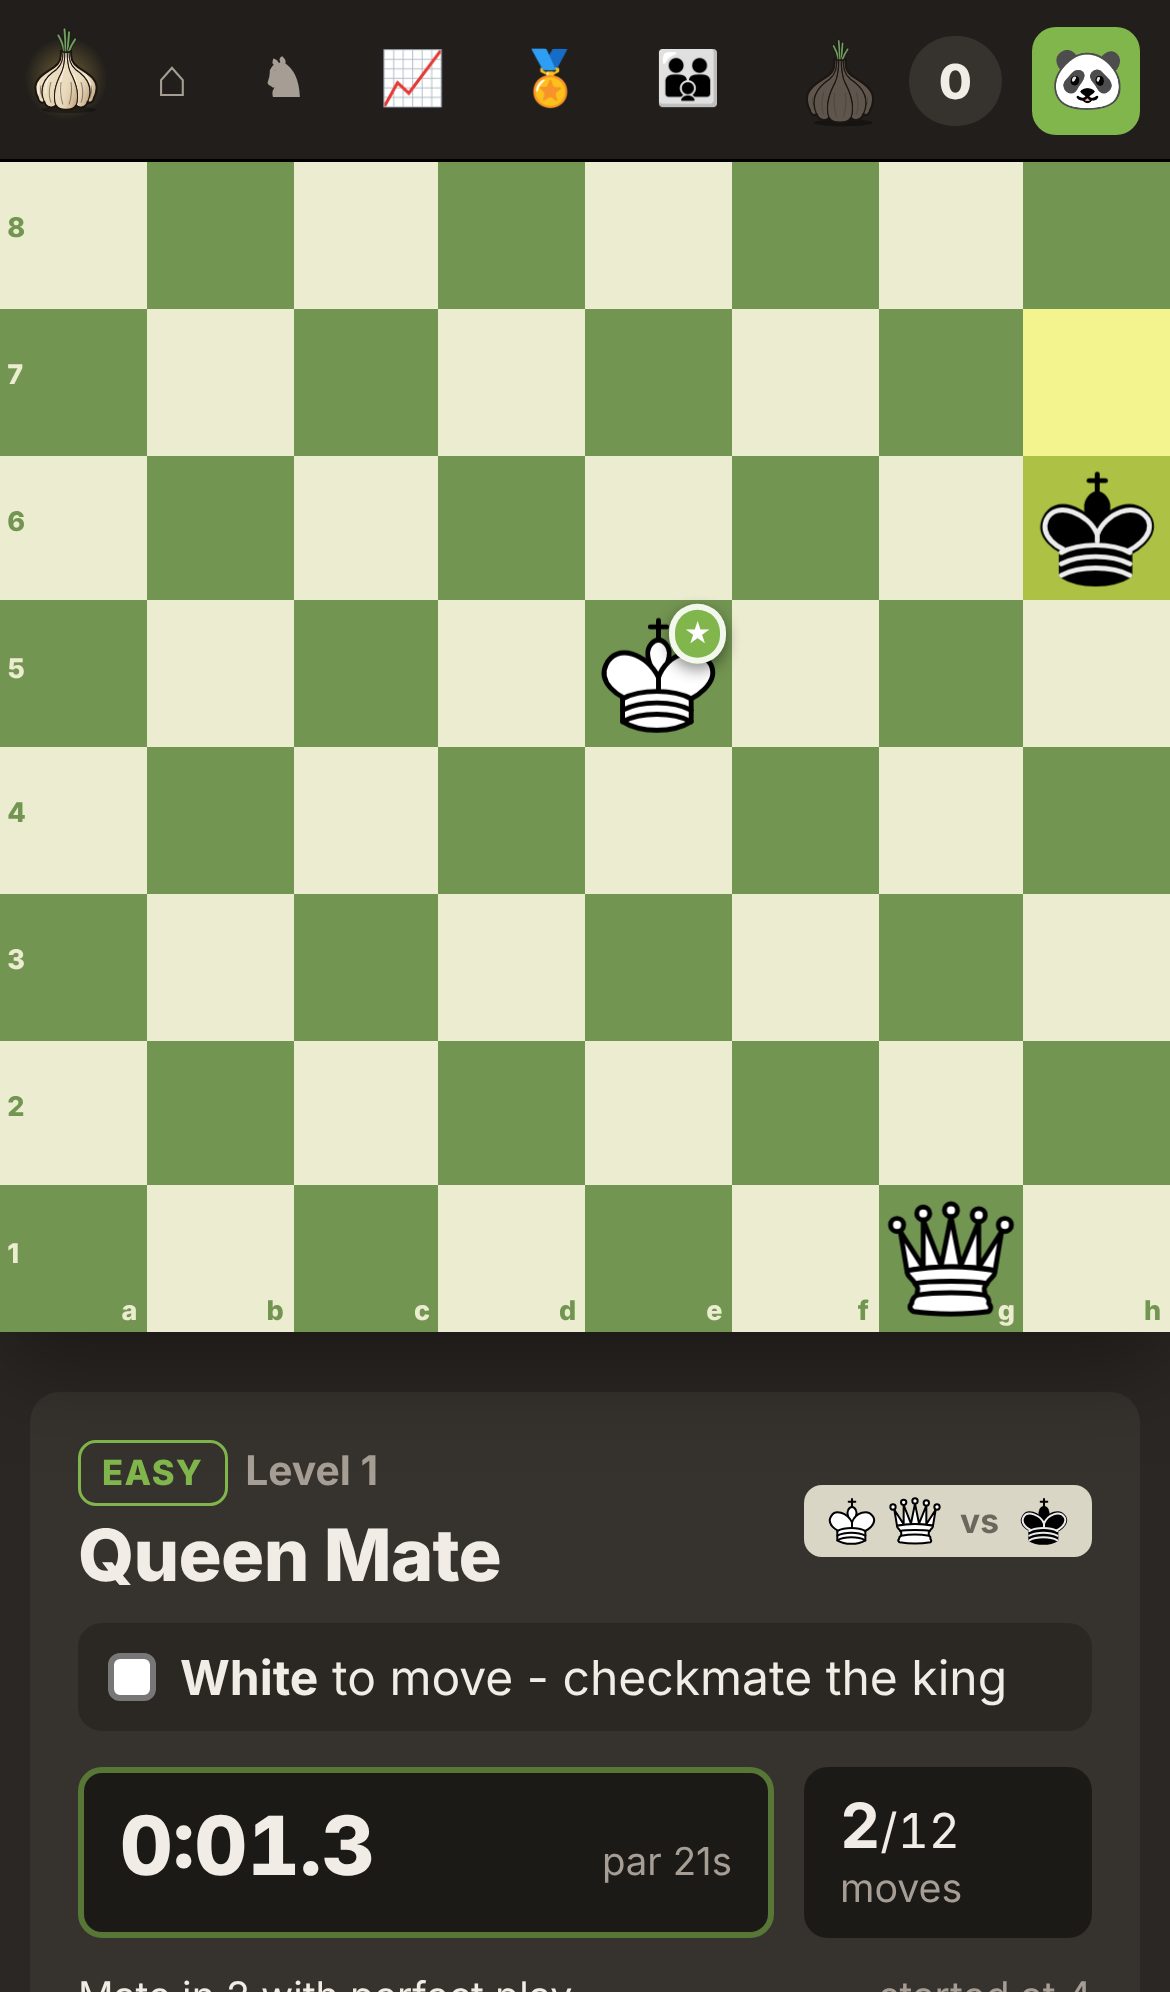 0
8
7
6
5
4
3
2
1
a b c d e f g h
EASY Level 1
Queen Mate
vs
White to move - checkmate the king
0:01.3 par 21s
2/12
moves